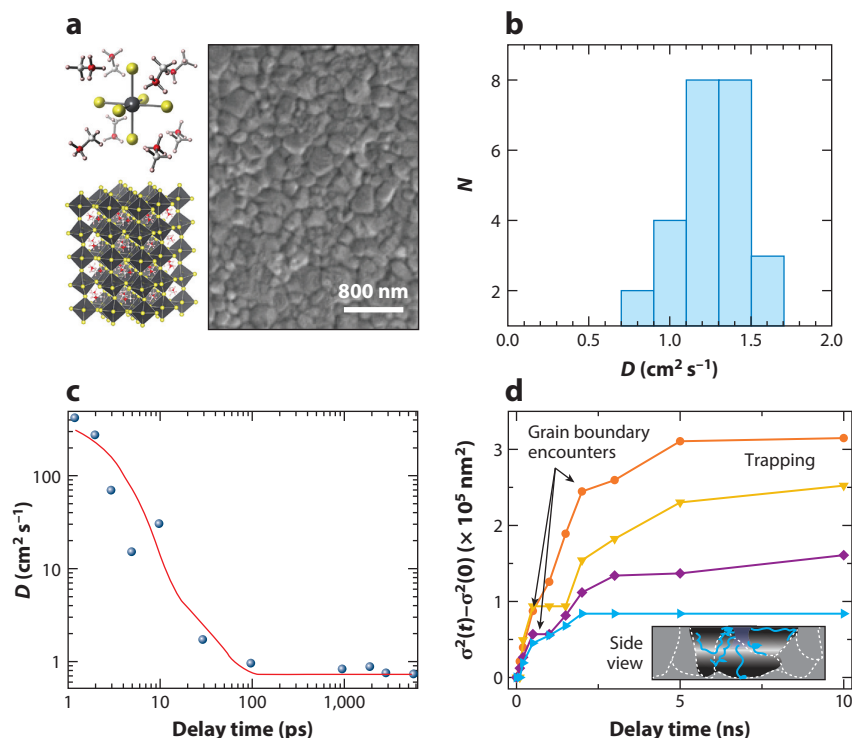 a
800 nm
b
8
6
4
2
N
0.0
0.5
1.0
1.5
2.0
D (cm² s⁻¹)
c
100
10
1
D (cm² s⁻¹)
1
10
100
1,000
Delay time (ps)
d
3
2
1
0
σ²(t)–σ²(0) (× 10⁵ nm²)
Grain boundary
encounters
Trapping
Side
view
0
5
10
Delay time (ns)